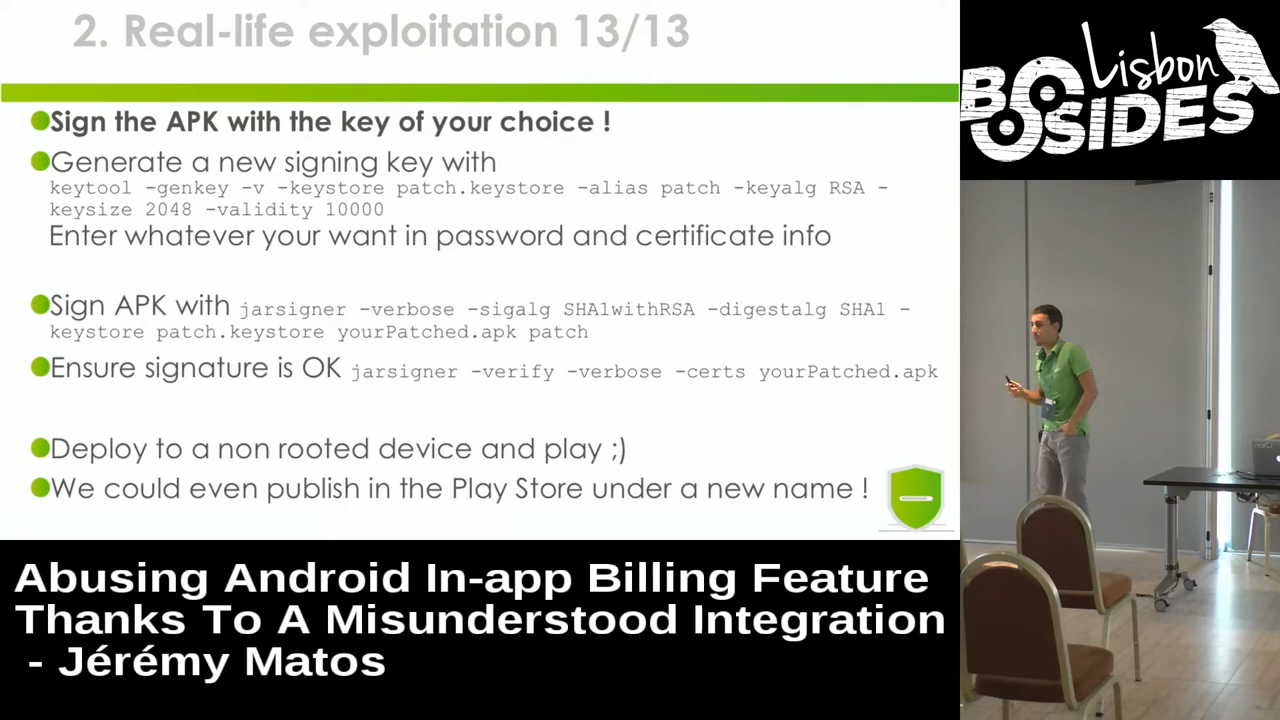 2. Real-life exploitation 13/13
Sign the APK with the key of your choice !
Generate a new signing key with
keytool -genkey -v -keystore patch.keystore -alias patch -keyalg RSA -
keysize 2048 -validity 10000
Enter whatever your want in password and certificate info
Sign APK with jarsigner -verbose -sigalg SHA1withRSA -digestalg SHA1 -
keystore patch.keystore yurPatched.apk patch
Ensure signature is OK jarsigner -verify -verbose -certs yourPatched.apk
Deploy to a non rooted device and play ;)
We could even publish in the Play Store under a new name !
Lisbon
BSIDES
Abusing Android In-app Billing Feature
Thanks To A Misunderstood Integration
- Jérémy Matos